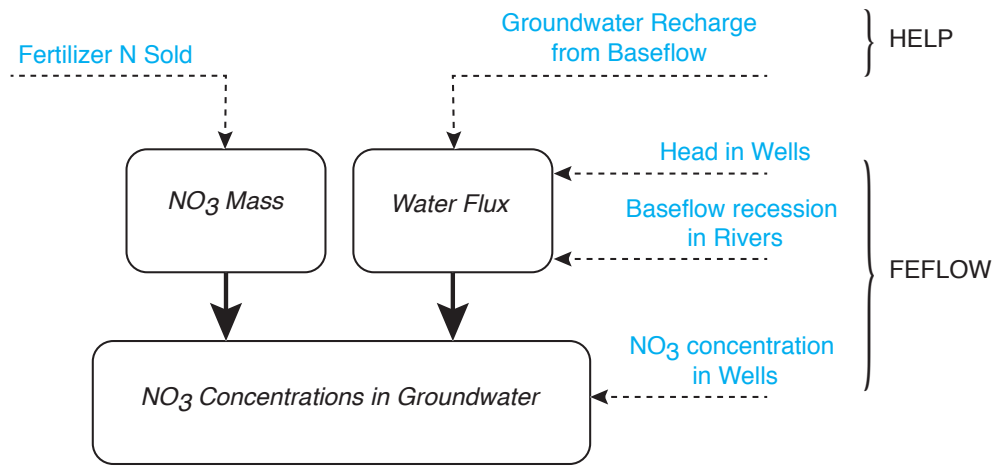 Groundwater Recharge
from Baseflow
HELP
Fertilizer N Sold
Head in Wells
NO3 Mass
Water Flux
Baseflow recession
in Rivers
FEFLOW
NO3 concentration
in Wells
NO3 Concentrations in Groundwater